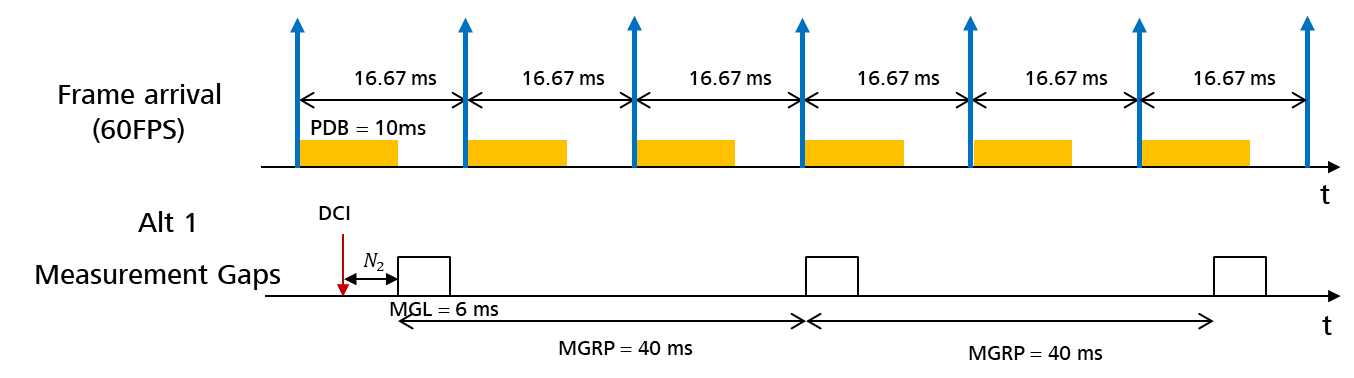 16.67 ms 16.67 ms 16.67 ms 16.67 ms 16.67 ms 16.67 ms
Frame arrival
(60FPS)
PDB = 10ms
t
Alt 1
DCI
N₂
Measurement Gaps
MGL = 6 ms
t
MGRP = 40 ms
MGRP = 40 ms